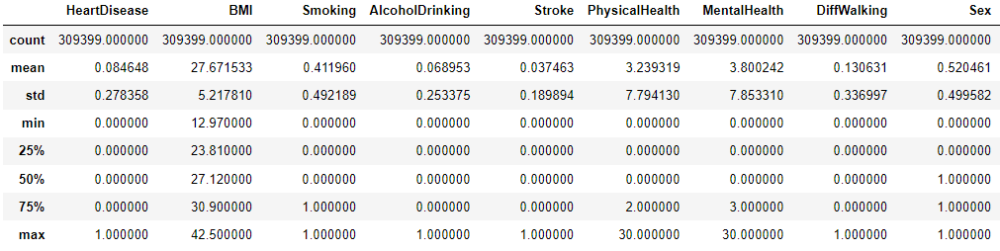 HeartDisease BMI Smoking AlcoholDrinking Stroke PhysicalHealth MentalHealth DiffWalking Sex
count 309399.000000 309399.000000 309399.000000 309399.000000 309399.000000 309399.000000 309399.000000 309399.000000 309399.000000
mean 0.084648 27.671533 0.411960 0.068953 0.037463 3.239319 3.800242 0.130631 0.520461
std 0.278358 5.217810 0.492189 0.253375 0.189894 7.794130 7.853310 0.336997 0.499582
min 0.000000 12.970000 0.000000 0.000000 0.000000 0.000000 0.000000 0.000000 0.000000
25% 0.000000 23.810000 0.000000 0.000000 0.000000 0.000000 0.000000 0.000000 0.000000
50% 0.000000 27.120000 0.000000 0.000000 0.000000 0.000000 0.000000 0.000000 1.000000
75% 0.000000 30.900000 1.000000 0.000000 0.000000 2.000000 3.000000 0.000000 1.000000
max 1.000000 42.500000 1.000000 1.000000 1.000000 30.000000 30.000000 1.000000 1.000000